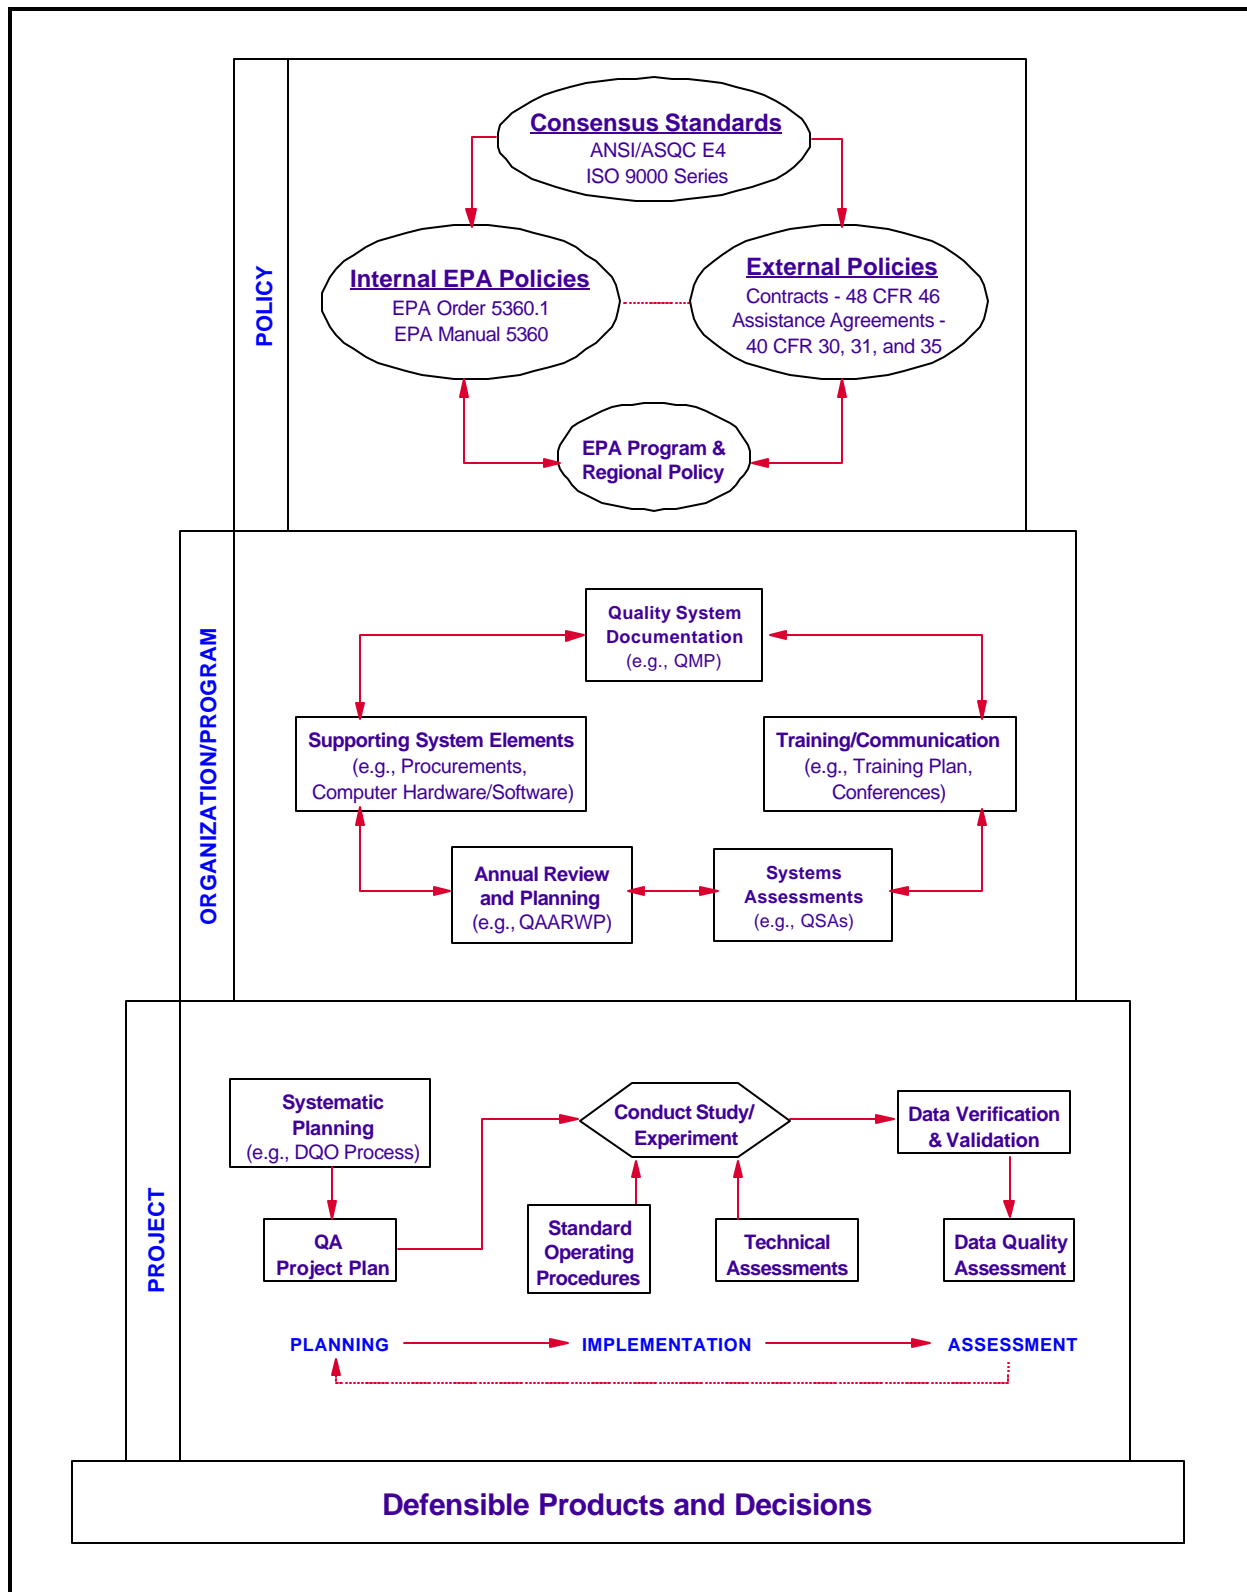 POLICY
Consensus Standards
ANSI/ASQC E4
ISO 9000 Series
Internal EPA Policies
EPA Order 5360.1
EPA Manual 5360
External Policies
Contracts - 48 CFR 46
Assistance Agreements -
40 CFR 30, 31, and 35
EPA Program &
Regional Policy
ORGANIZATION/PROGRAM
Quality System
Documentation
(e.g., QMP)
Supporting System Elements
(e.g., Procurements,
Computer Hardware/Software)
Training/Communication
(e.g., Training Plan,
Conferences)
Annual Review
and Planning
(e.g., QAARWP)
Systems
Assessments
(e.g., QSAs)
PROJECT
Systematic
Planning
(e.g., DQO Process)
Conduct Study/
Experiment
Data Verification
& Validation
QA
Project Plan
Standard
Operating
Procedures
Technical
Assessments
Data Quality
Assessment
PLANNING
IMPLEMENTATION
ASSESSMENT
Defensible Products and Decisions